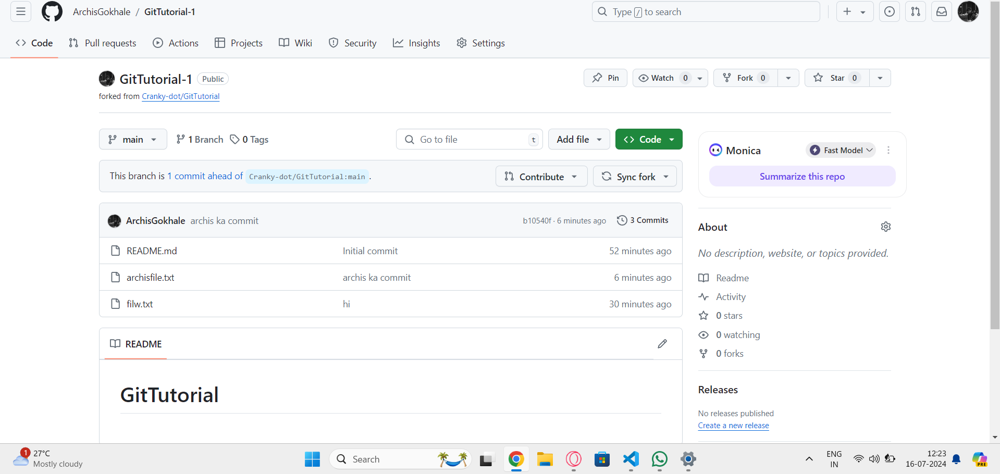 ArchisGokhale / GitTutorial-1
Type / to search
Code Pull requests Actions Projects Wiki Security Insights Settings
GitTutorial-1 Public
Pin Watch 0 Fork 0 Star 0
forked from Cranky-dot/GitTutorial
main 1 Branch 0 Tags
Go to file t Add file Code
This branch is 1 commit ahead of Cranky-dot/GitTutorial:main .
Contribute Sync fork
ArchisGokhale archis ka commit b10540f · 6 minutes ago 3 Commits
README.md Initial commit 52 minutes ago
archisfile.txt archis ka commit 6 minutes ago
filw.txt hi 30 minutes ago
README
GitTutorial
Monica Fast Model
Summarize this repo
About
No description, website, or topics provided.
Readme
Activity
0 stars
0 watching
0 forks
Releases
No releases published
Create a new release
1
27°C
Mostly cloudy
Search
PRE
ENG
IN
12:23
16-07-2024